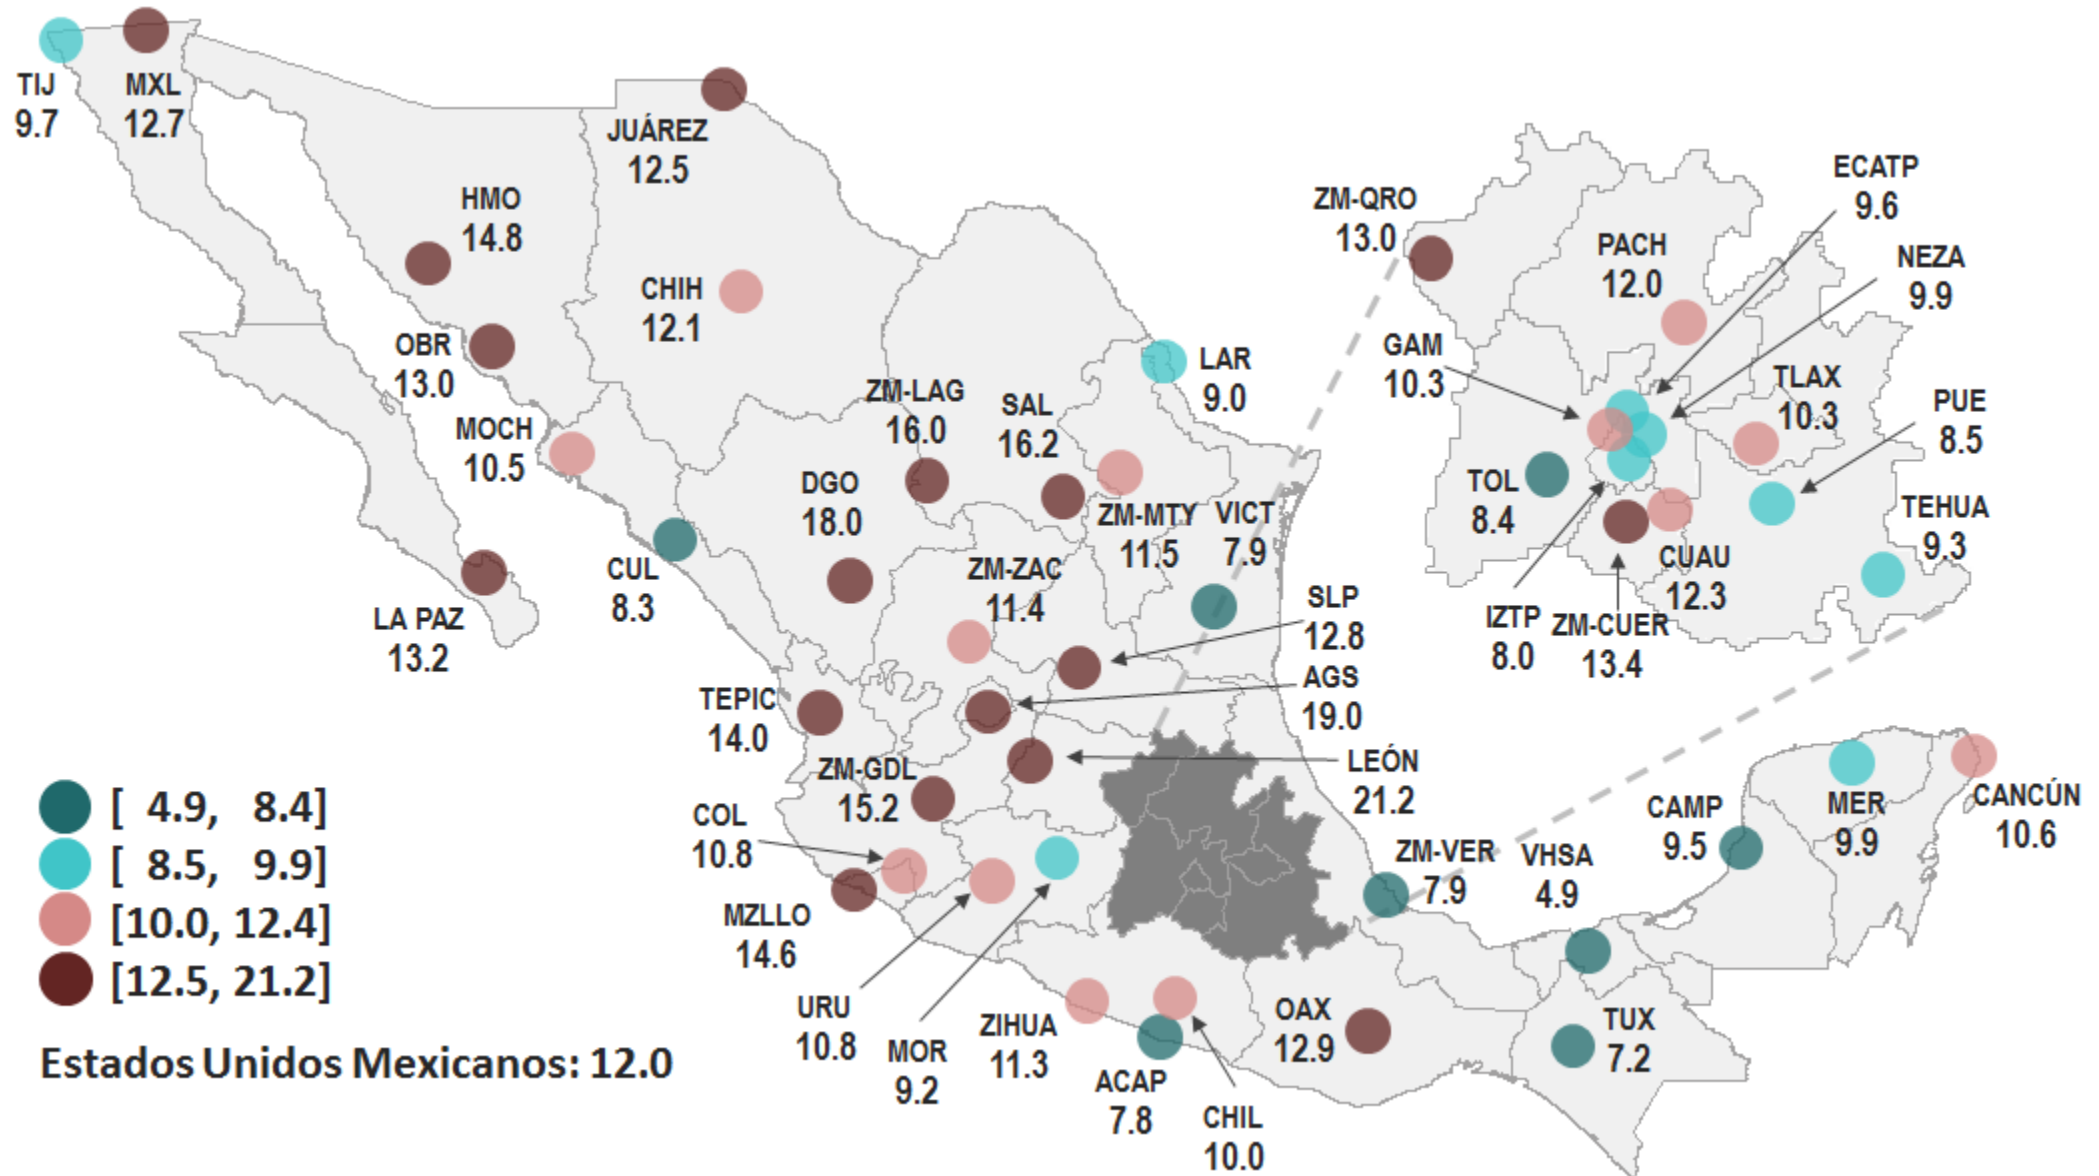 TIJ
9.7
MXL
12.7
JUÁREZ
12.5
HMO
14.8
CHIH
12.1
OBR
13.0
MOCH
10.5
ZM-LAG
16.0
SAL
16.2
LAR
9.0
DGO
18.0
ZM-MTY
11.5
VICT
7.9
CUL
8.3
LA PAZ
13.2
ZM-ZAC
11.4
SLP
12.8
AGS
19.0
TEPIC
14.0
LEÓN
21.2
ZM-GDL
15.2
COL
10.8
MZLLO
14.6
URU
10.8
MOR
9.2
ZIHUA
11.3
ACAP
7.8
CHIL
10.0
OAX
12.9
ZM-VER
7.9
VHSA
4.9
TUX
7.2
CAMP
9.5
MER
9.9
CANCÚN
10.6
ZM-QRO
13.0
PACH
12.0
ECATP
9.6
NEZA
9.9
GAM
10.3
TLAX
10.3
PUE
8.5
TOL
8.4
TEHUA
9.3
CUAU
12.3
IZTP
8.0
ZM-CUER
13.4
[ 4.9, 8.4]
[ 8.5, 9.9]
[10.0, 12.4]
[12.5, 21.2]
Estados Unidos Mexicanos: 12.0